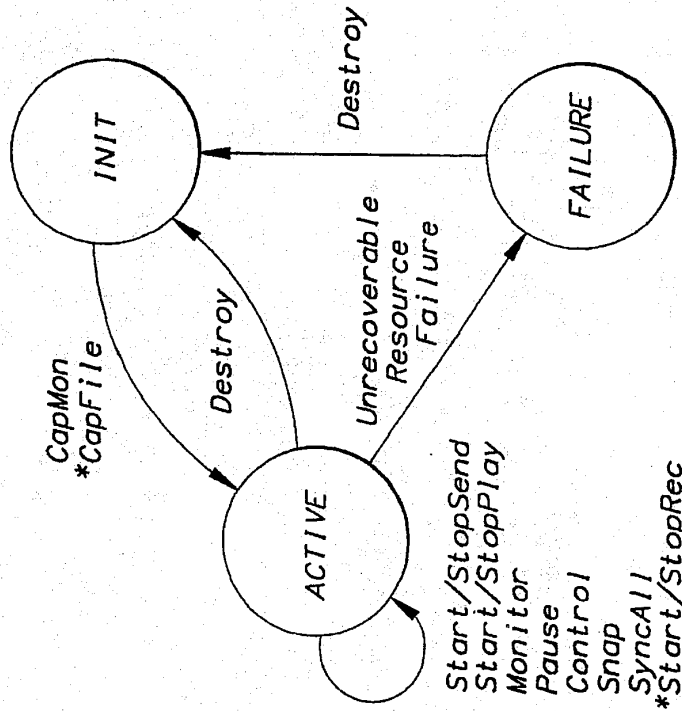 INIT
CapMon
*CapFile
Destroy
Destroy
ACTIVE
Unrecoverable
Resource
Failure
FAILURE
Start/StopSend
Start/StopPlay
Monitor
Pause
Control
Snap
SyncAll
*Start/StopRec